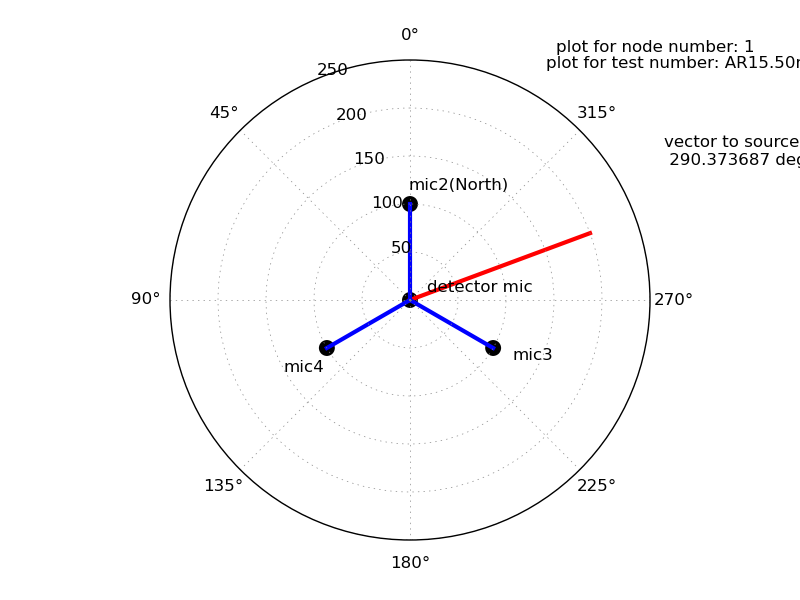 0°
plot for node number: 1
plot for test number: AR15.50
250
45°
200
315°
vector to source
290.373687 deg
150
mic2(North)
100
50
detector mic
90°
270°
mic3
mic4
135°
225°
180°